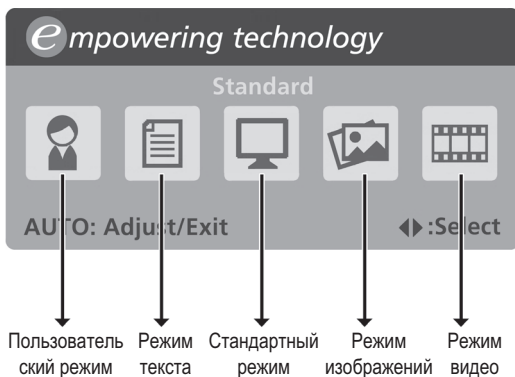 empowering technology
Standard
AUTO: Adjust/Exit
:Select
Пользователь Режим Стандартный Режим Режим
ский режим текста режим изображений видео